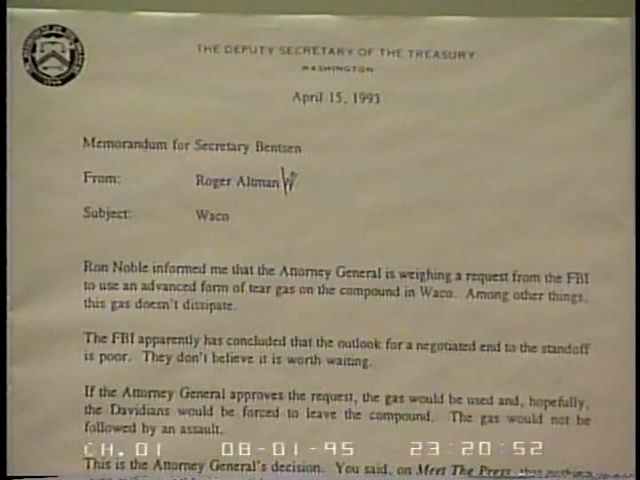 THE DEPUTY SECRETARY OF THE TREASURY
WASHINGTON
April 15, 1993
Memorandum for Secretary Bentsen
From: Roger Altman
Subject: Waco
Ron Noble informed me that the Attorney General is weighing a request from the FBI
to use an advanced form of tear gas on the compound in Waco. Among other things,
this gas doesn't dissipate.
The FBI apparently has concluded that the outlook for a negotiated end to the standoff
is poor. They don't believe it is worth waiting.
If the Attorney General approves the request, the gas would be used and, hopefully,
the Davidians would be forced to leave the compound. The gas would not be
followed by an assault.
CH.01 08-01-95 23:20:52
This is the Attorney General's decision. You said, on Meet The Press, that nothing